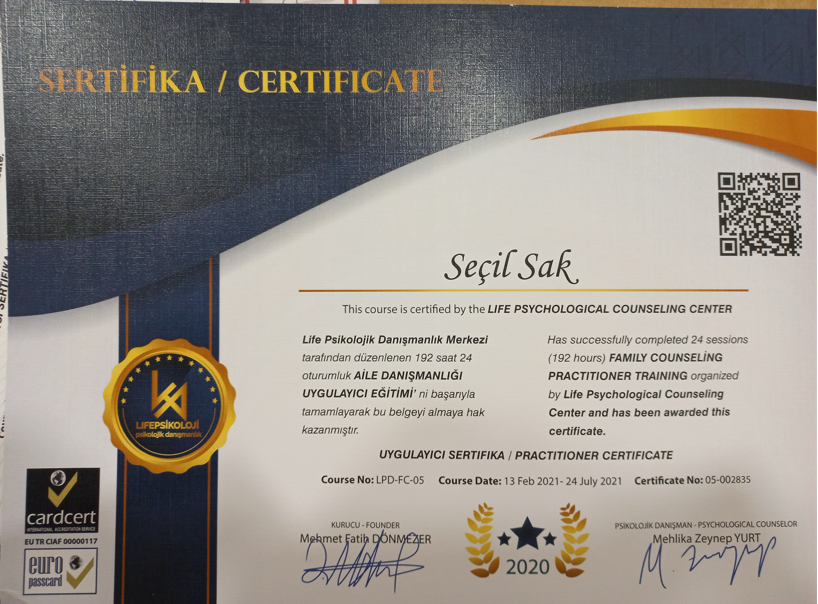 SERTİFİKA / CERTIFICATE
Seçil Sak
This course is certified by the LIFE PSYCHOLOGICAL COUNSELING CENTER
Life Psikolojik Danışmanlık Merkezi
tarafından düzenlenen 192 saat 24
oturumluk AİLE DANIŞMANLIĞI
UYGULAYICI EĞİTİMİ' ni başarıyla
tamamlayarak bu belgeyi almaya hak
kazanmıştır.
Has successfully completed 24 sessions
(192 hours) FAMILY COUNSELİNG
PRACTİTİONER TRAINING organized
by Life Psychological Counseling
Center and has been awarded this
certificate.
UYGULAYICI SERTIFIKA / PRACTITIONER CERTIFICATE
Course No: LPD-FC-05 Course Date: 13 Feb 2021- 24 July 2021 Certificate No: 05-002835
LIFEPSİKOLOJİ
psikolojik danışmanlık
cardcert
INTERNATIONAL ACCREDITATION SERVICE
EU TR CIAF 00000117
euro
passcard
KURUCU - FOUNDER
Mehmet Fatih DÖNMEZER
2020
PSİKOLOJİK DANIŞMAN - PSYCHOLOGICAL COUNSELOR
Mehlika Zeynep YURT
SERTİFİKA